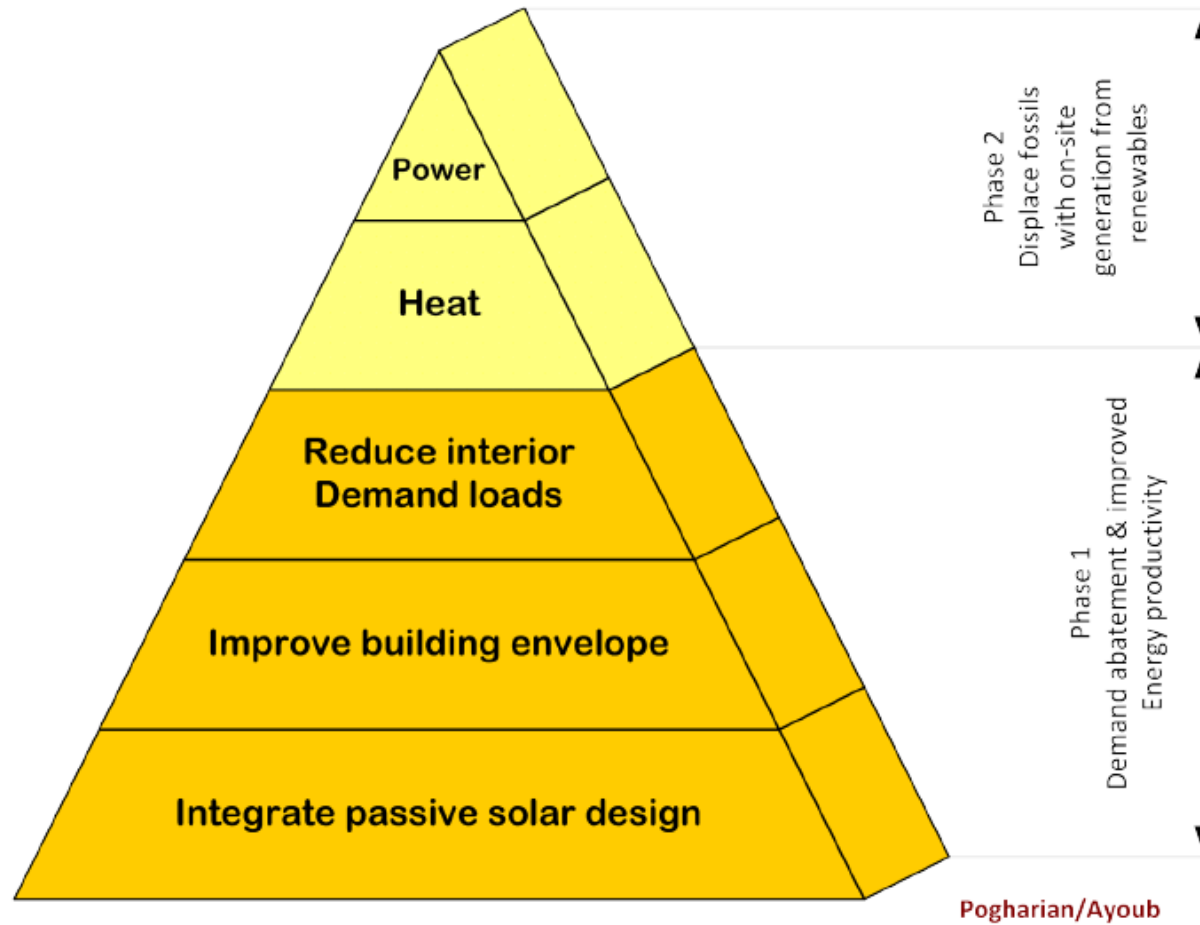 Power
Heat
Reduce interior
Demand loads
Improve building envelope
Integrate passive solar design
Phase 2
Displace fossils
with on-site
generation from
renewables
Phase 1
Demand abatement & improved
Energy productivity
Pogharian/Ayoub